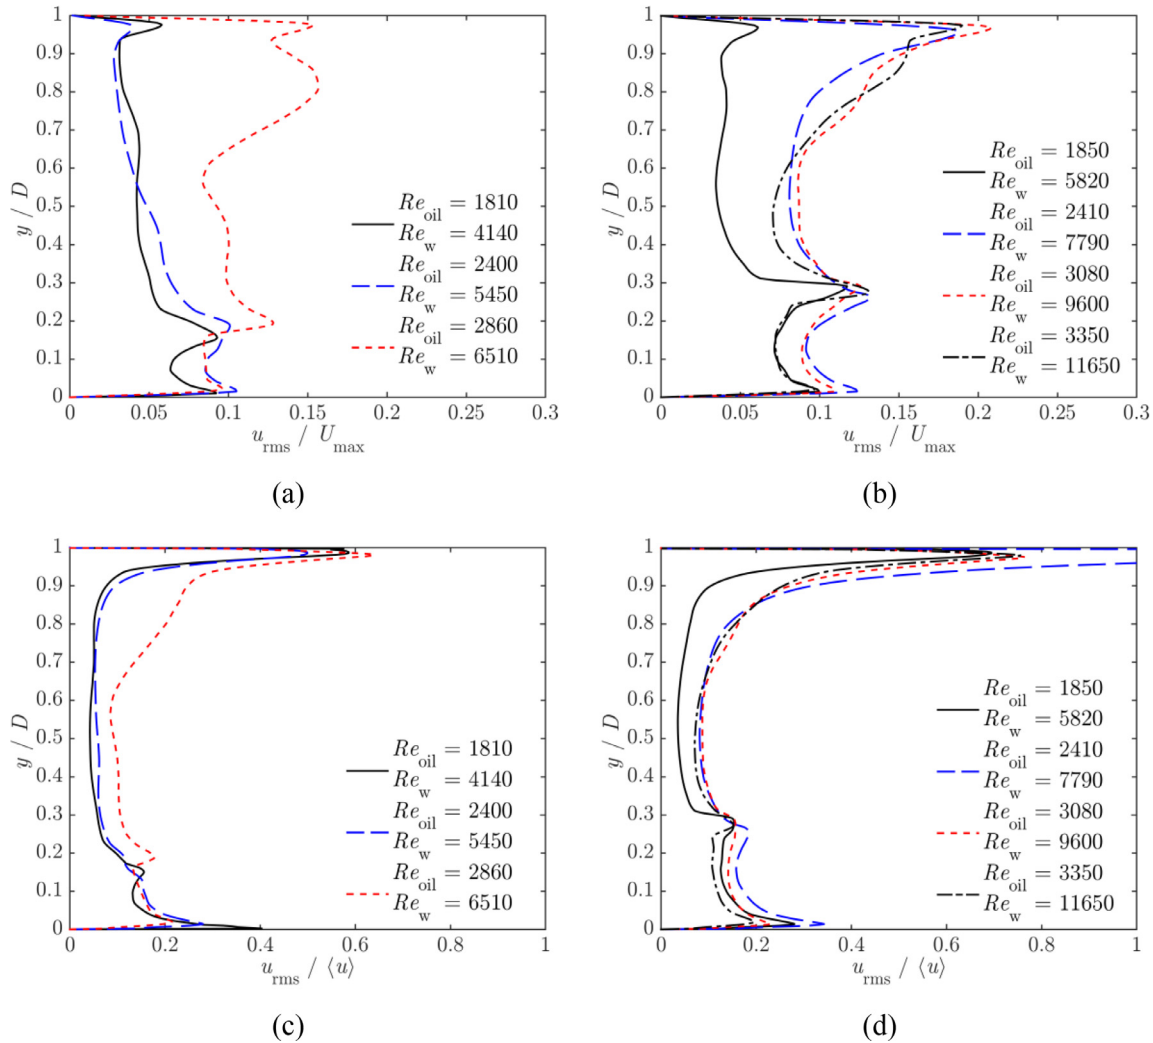 1
0.9
0.8
0.7
0.6
0.5
0.4
0.3
0.2
0.1
0
y / D
0 0.05 0.1 0.15 0.2 0.25 0.3
u_rms / U_max
Re_oil = 1810
Re_w = 4140
Re_oil = 2400
Re_w = 5450
Re_oil = 2860
Re_w = 6510
(a)
1
0.9
0.8
0.7
0.6
0.5
0.4
0.3
0.2
0.1
0
y / D
0 0.05 0.1 0.15 0.2 0.25 0.3
u_rms / U_max
Re_oil = 1850
Re_w = 5820
Re_oil = 2410
Re_w = 7790
Re_oil = 3080
Re_w = 9600
Re_oil = 3350
Re_w = 11650
(b)
1
0.9
0.8
0.7
0.6
0.5
0.4
0.3
0.2
0.1
0
y / D
0 0.2 0.4 0.6 0.8 1
u_rms / ⟨u⟩
Re_oil = 1810
Re_w = 4140
Re_oil = 2400
Re_w = 5450
Re_oil = 2860
Re_w = 6510
(c)
1
0.9
0.8
0.7
0.6
0.5
0.4
0.3
0.2
0.1
0
y / D
0 0.2 0.4 0.6 0.8 1
u_rms / ⟨u⟩
Re_oil = 1850
Re_w = 5820
Re_oil = 2410
Re_w = 7790
Re_oil = 3080
Re_w = 9600
Re_oil = 3350
Re_w = 11650
(d)